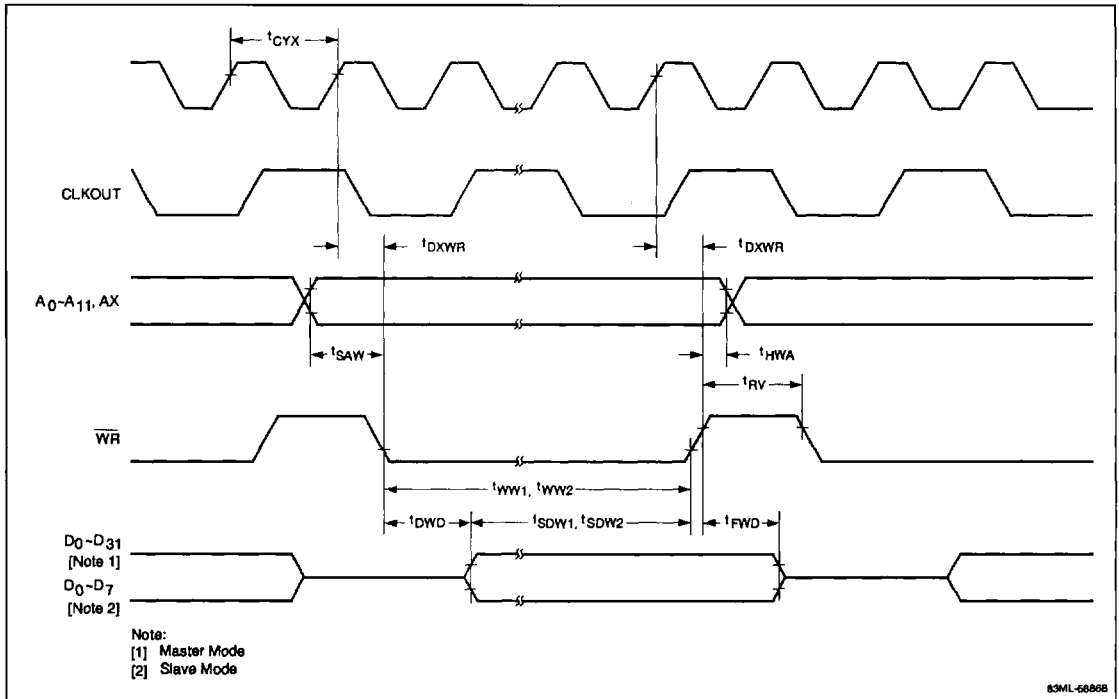 tCYX
CLKOUT
tDXWR
tDXWR
A0~A11, AX
tSAW
tHWA
tRV
WR
tWW1, tWW2
tDWD
tSDW1, tSDW2
tFWD
D0~D31
[Note 1]
D0~D7
[Note 2]
Note:
[1] Master Mode
[2] Slave Mode
83ML-5886B